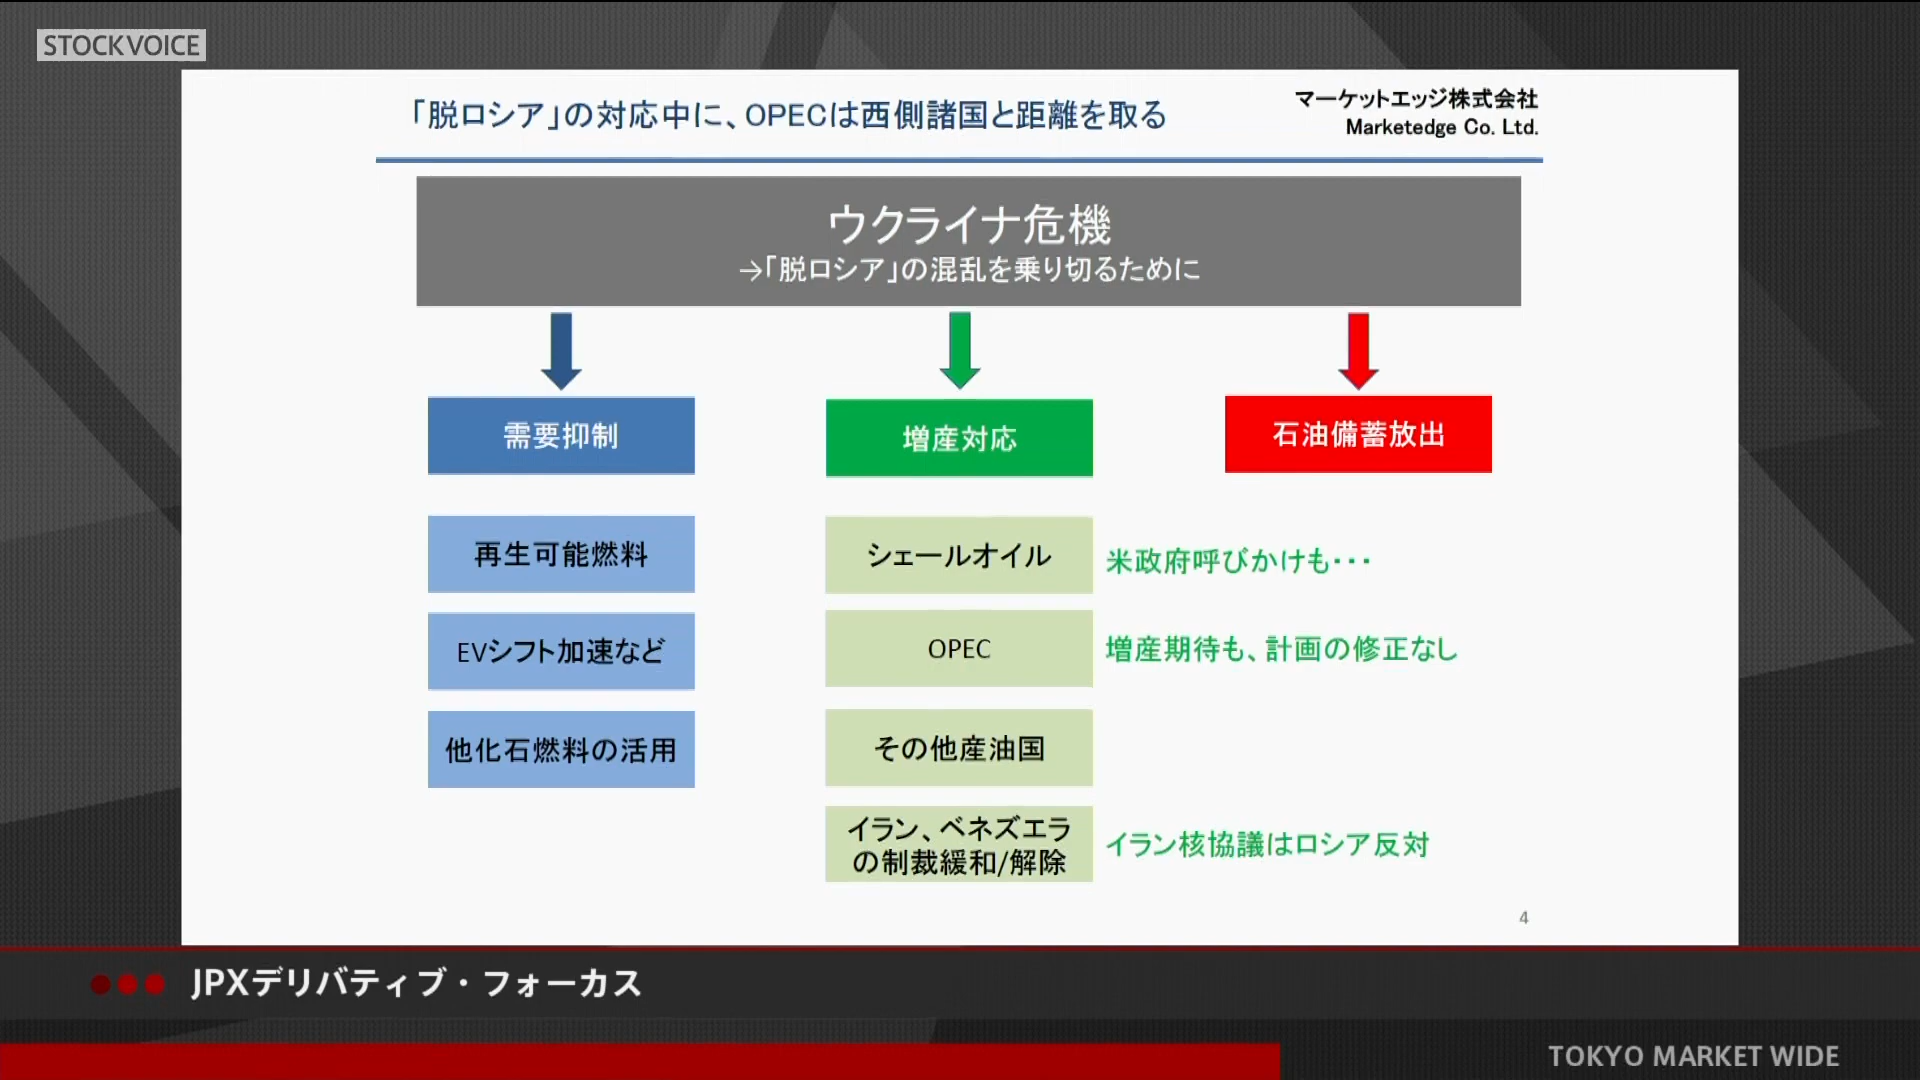 STOCKVOICE
「脱ロシア」の対応中に、OPECは西側諸国と距離を取る
マーケットエッジ株式会社
Marketedge Co. Ltd.
ウクライナ危機
→「脱ロシア」の混乱を乗り切るために
需要抑制
増産対応
石油備蓄放出
再生可能燃料
シェールオイル
米政府呼びかけも・・・
EVシフト加速など
OPEC
増産期待も、計画の修正なし
他化石燃料の活用
その他産油国
イラン、ベネズエラ
の制裁緩和/解除
イラン核協議はロシア反対
4
JPXデリバティブ・フォーカス
TOKYO MARKET WIDE